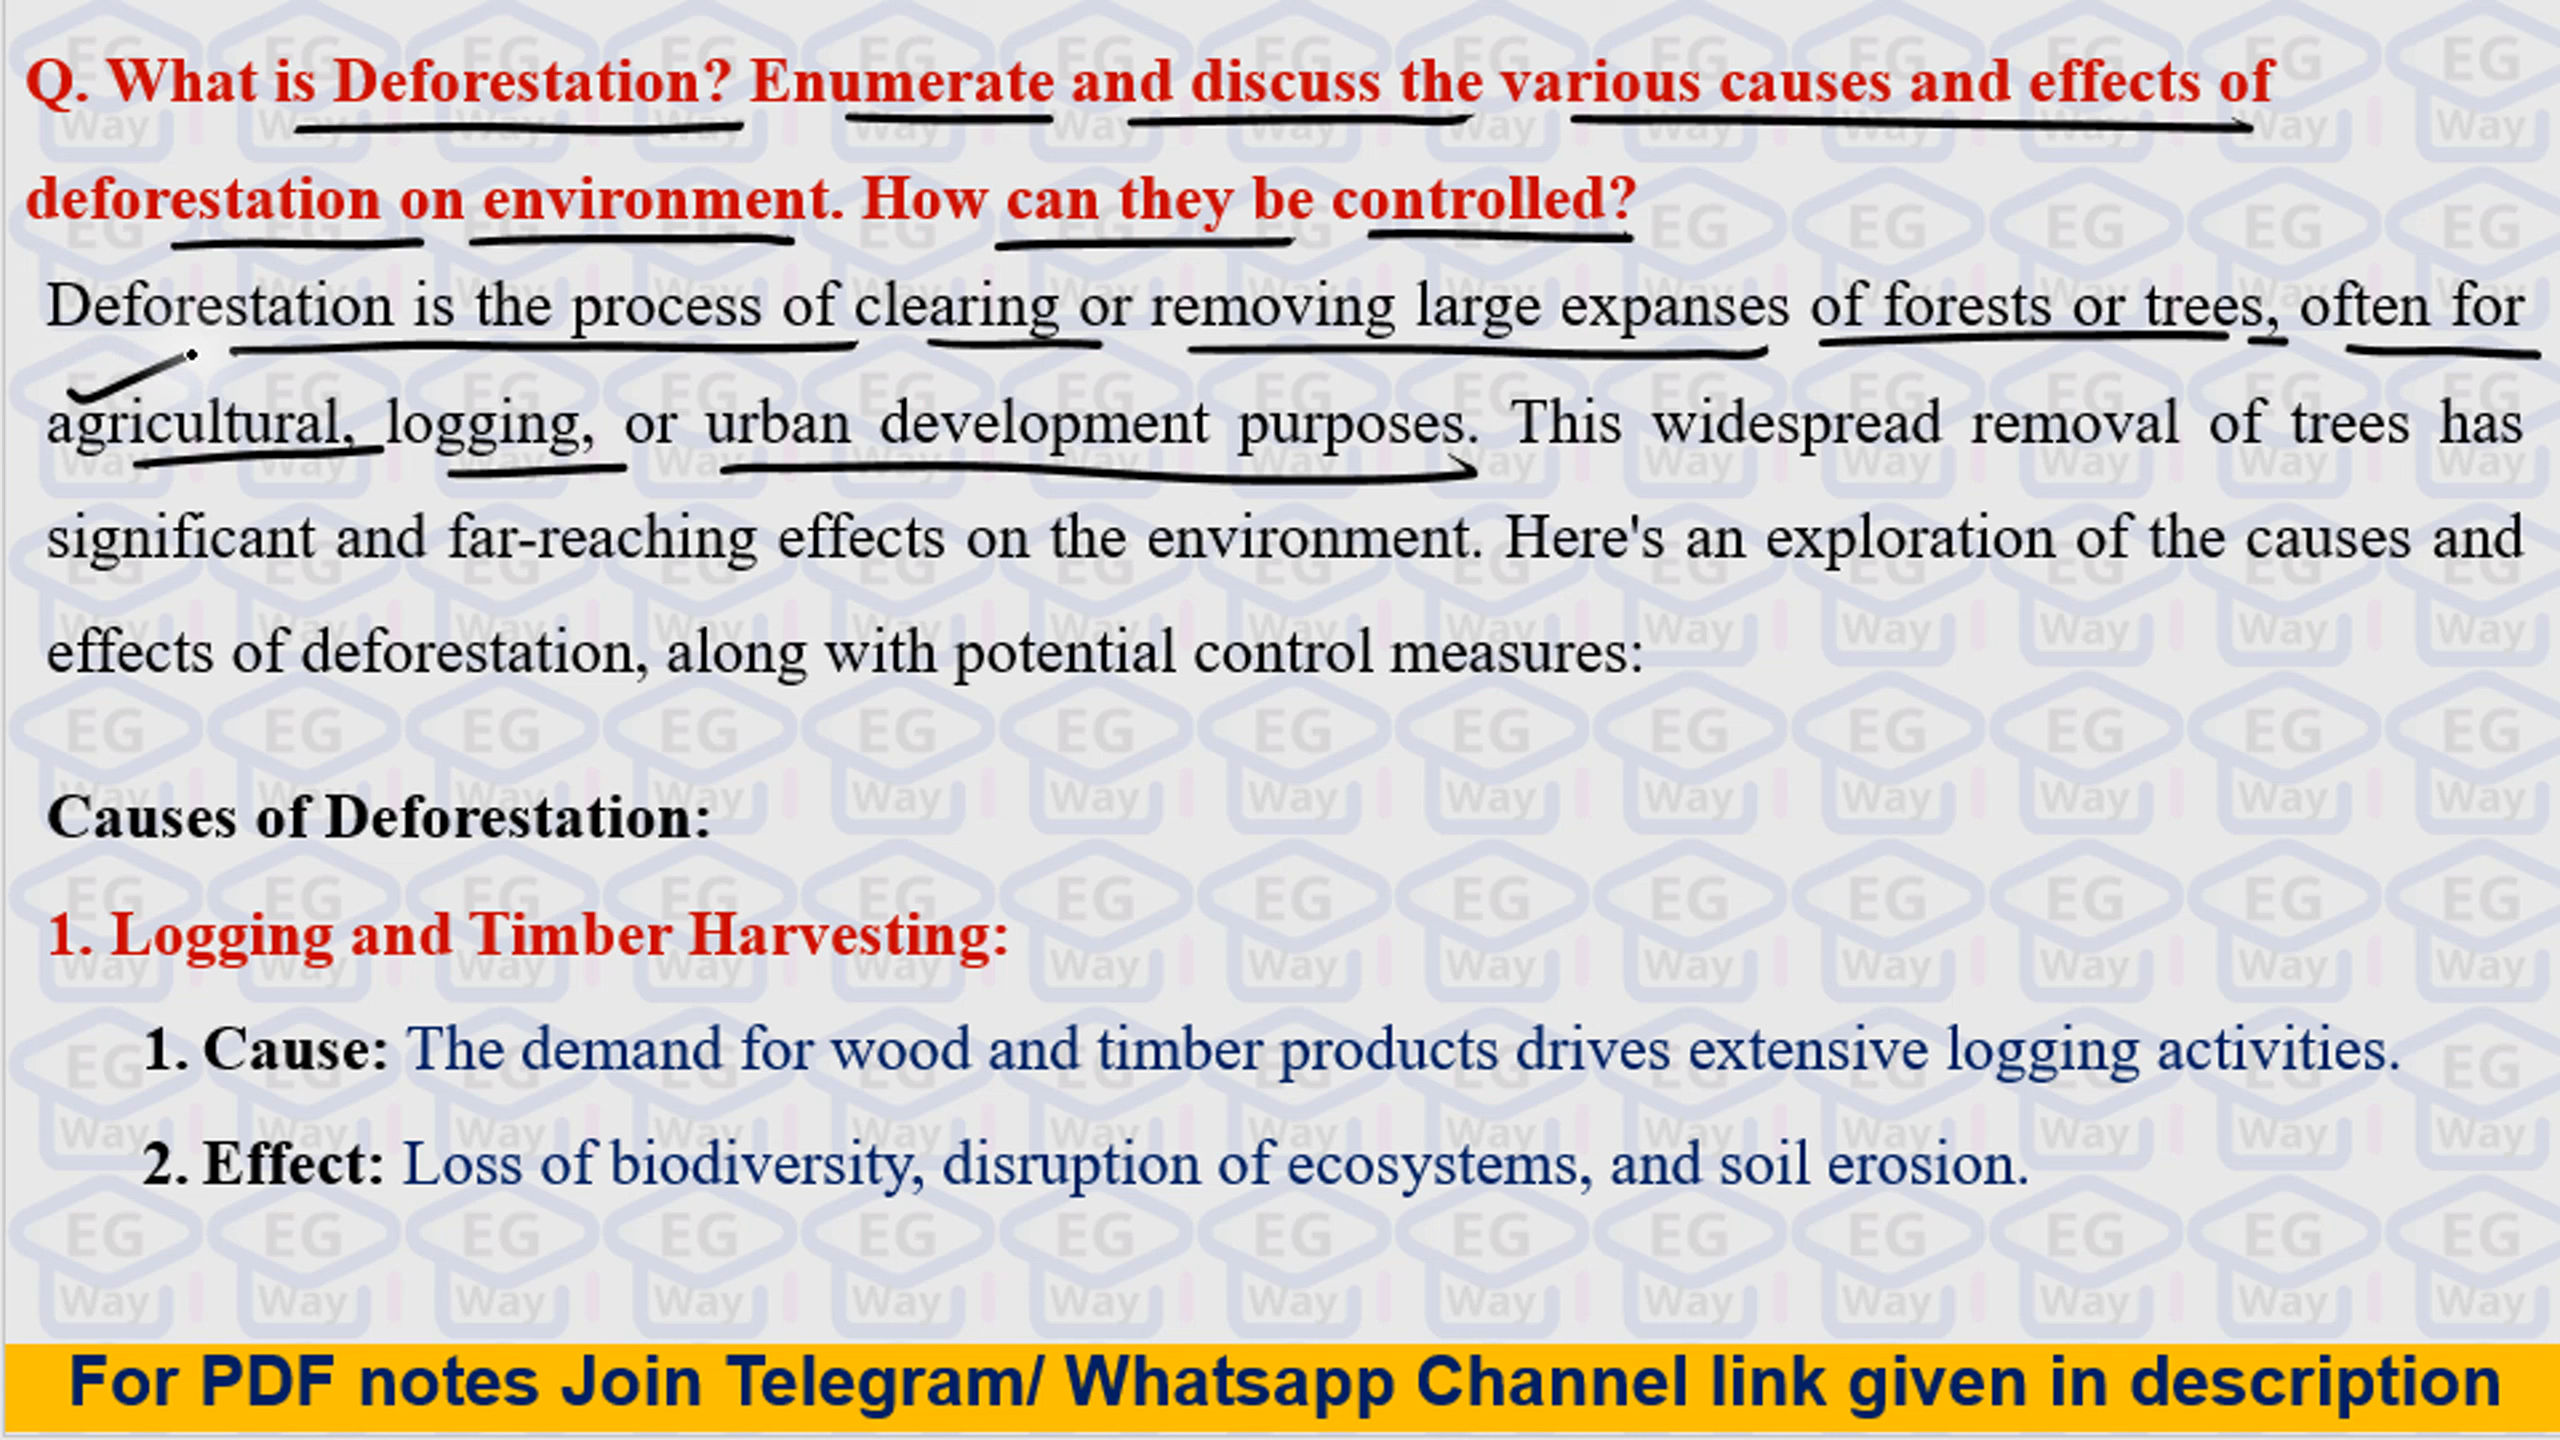 Q. What is Deforestation? Enumerate and discuss the various causes and effects of
deforestation on environment. How can they be controlled?
Deforestation is the process of clearing or removing large expanses of forests or trees, often for
agricultural, logging, or urban development purposes. This widespread removal of trees has
significant and far-reaching effects on the environment. Here's an exploration of the causes and
effects of deforestation, along with potential control measures:
Causes of Deforestation:
1. Logging and Timber Harvesting:
1. Cause: The demand for wood and timber products drives extensive logging activities.
2. Effect: Loss of biodiversity, disruption of ecosystems, and soil erosion.
For PDF notes Join Telegram/ Whatsapp Channel link given in description
EG
Way